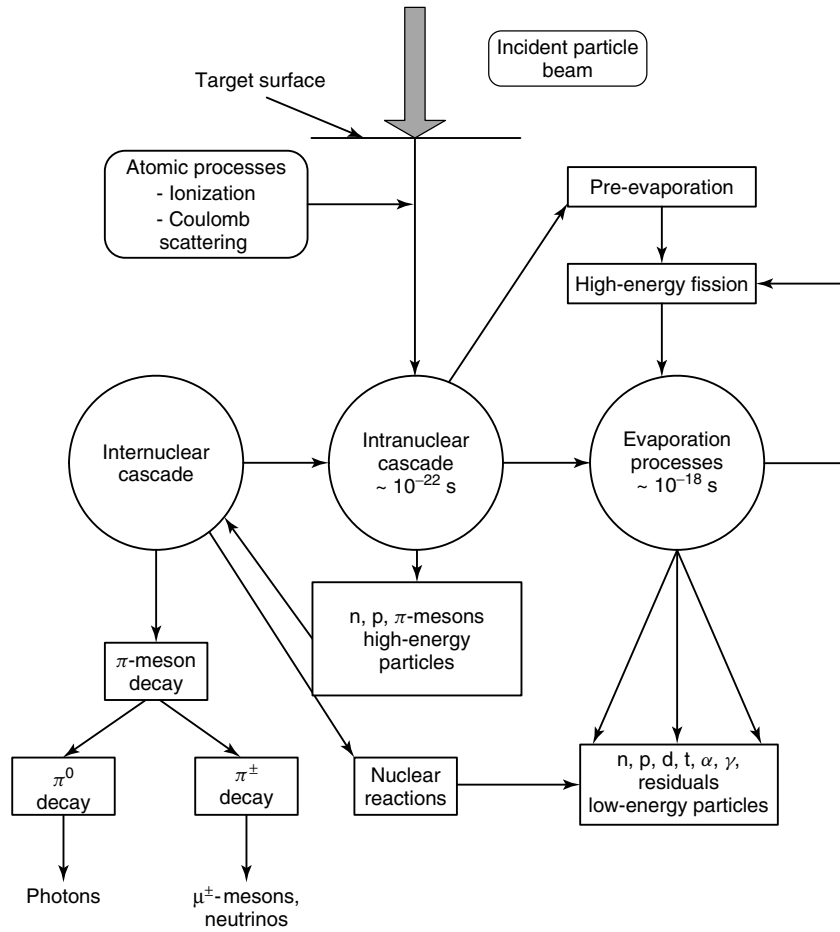 Incident particle
beam
Target surface
Atomic processes
- Ionization
- Coulomb
scattering
Pre-evaporation
High-energy fission
Internuclear
cascade
Intranuclear
cascade
~ 10⁻²² s
Evaporation
processes
~ 10⁻¹⁸ s
n, p, π-mesons
high-energy
particles
π-meson
decay
π⁰
decay
π±
decay
Nuclear
reactions
n, p, d, t, α, γ,
residuals
low-energy particles
Photons
μ±-mesons,
neutrinos